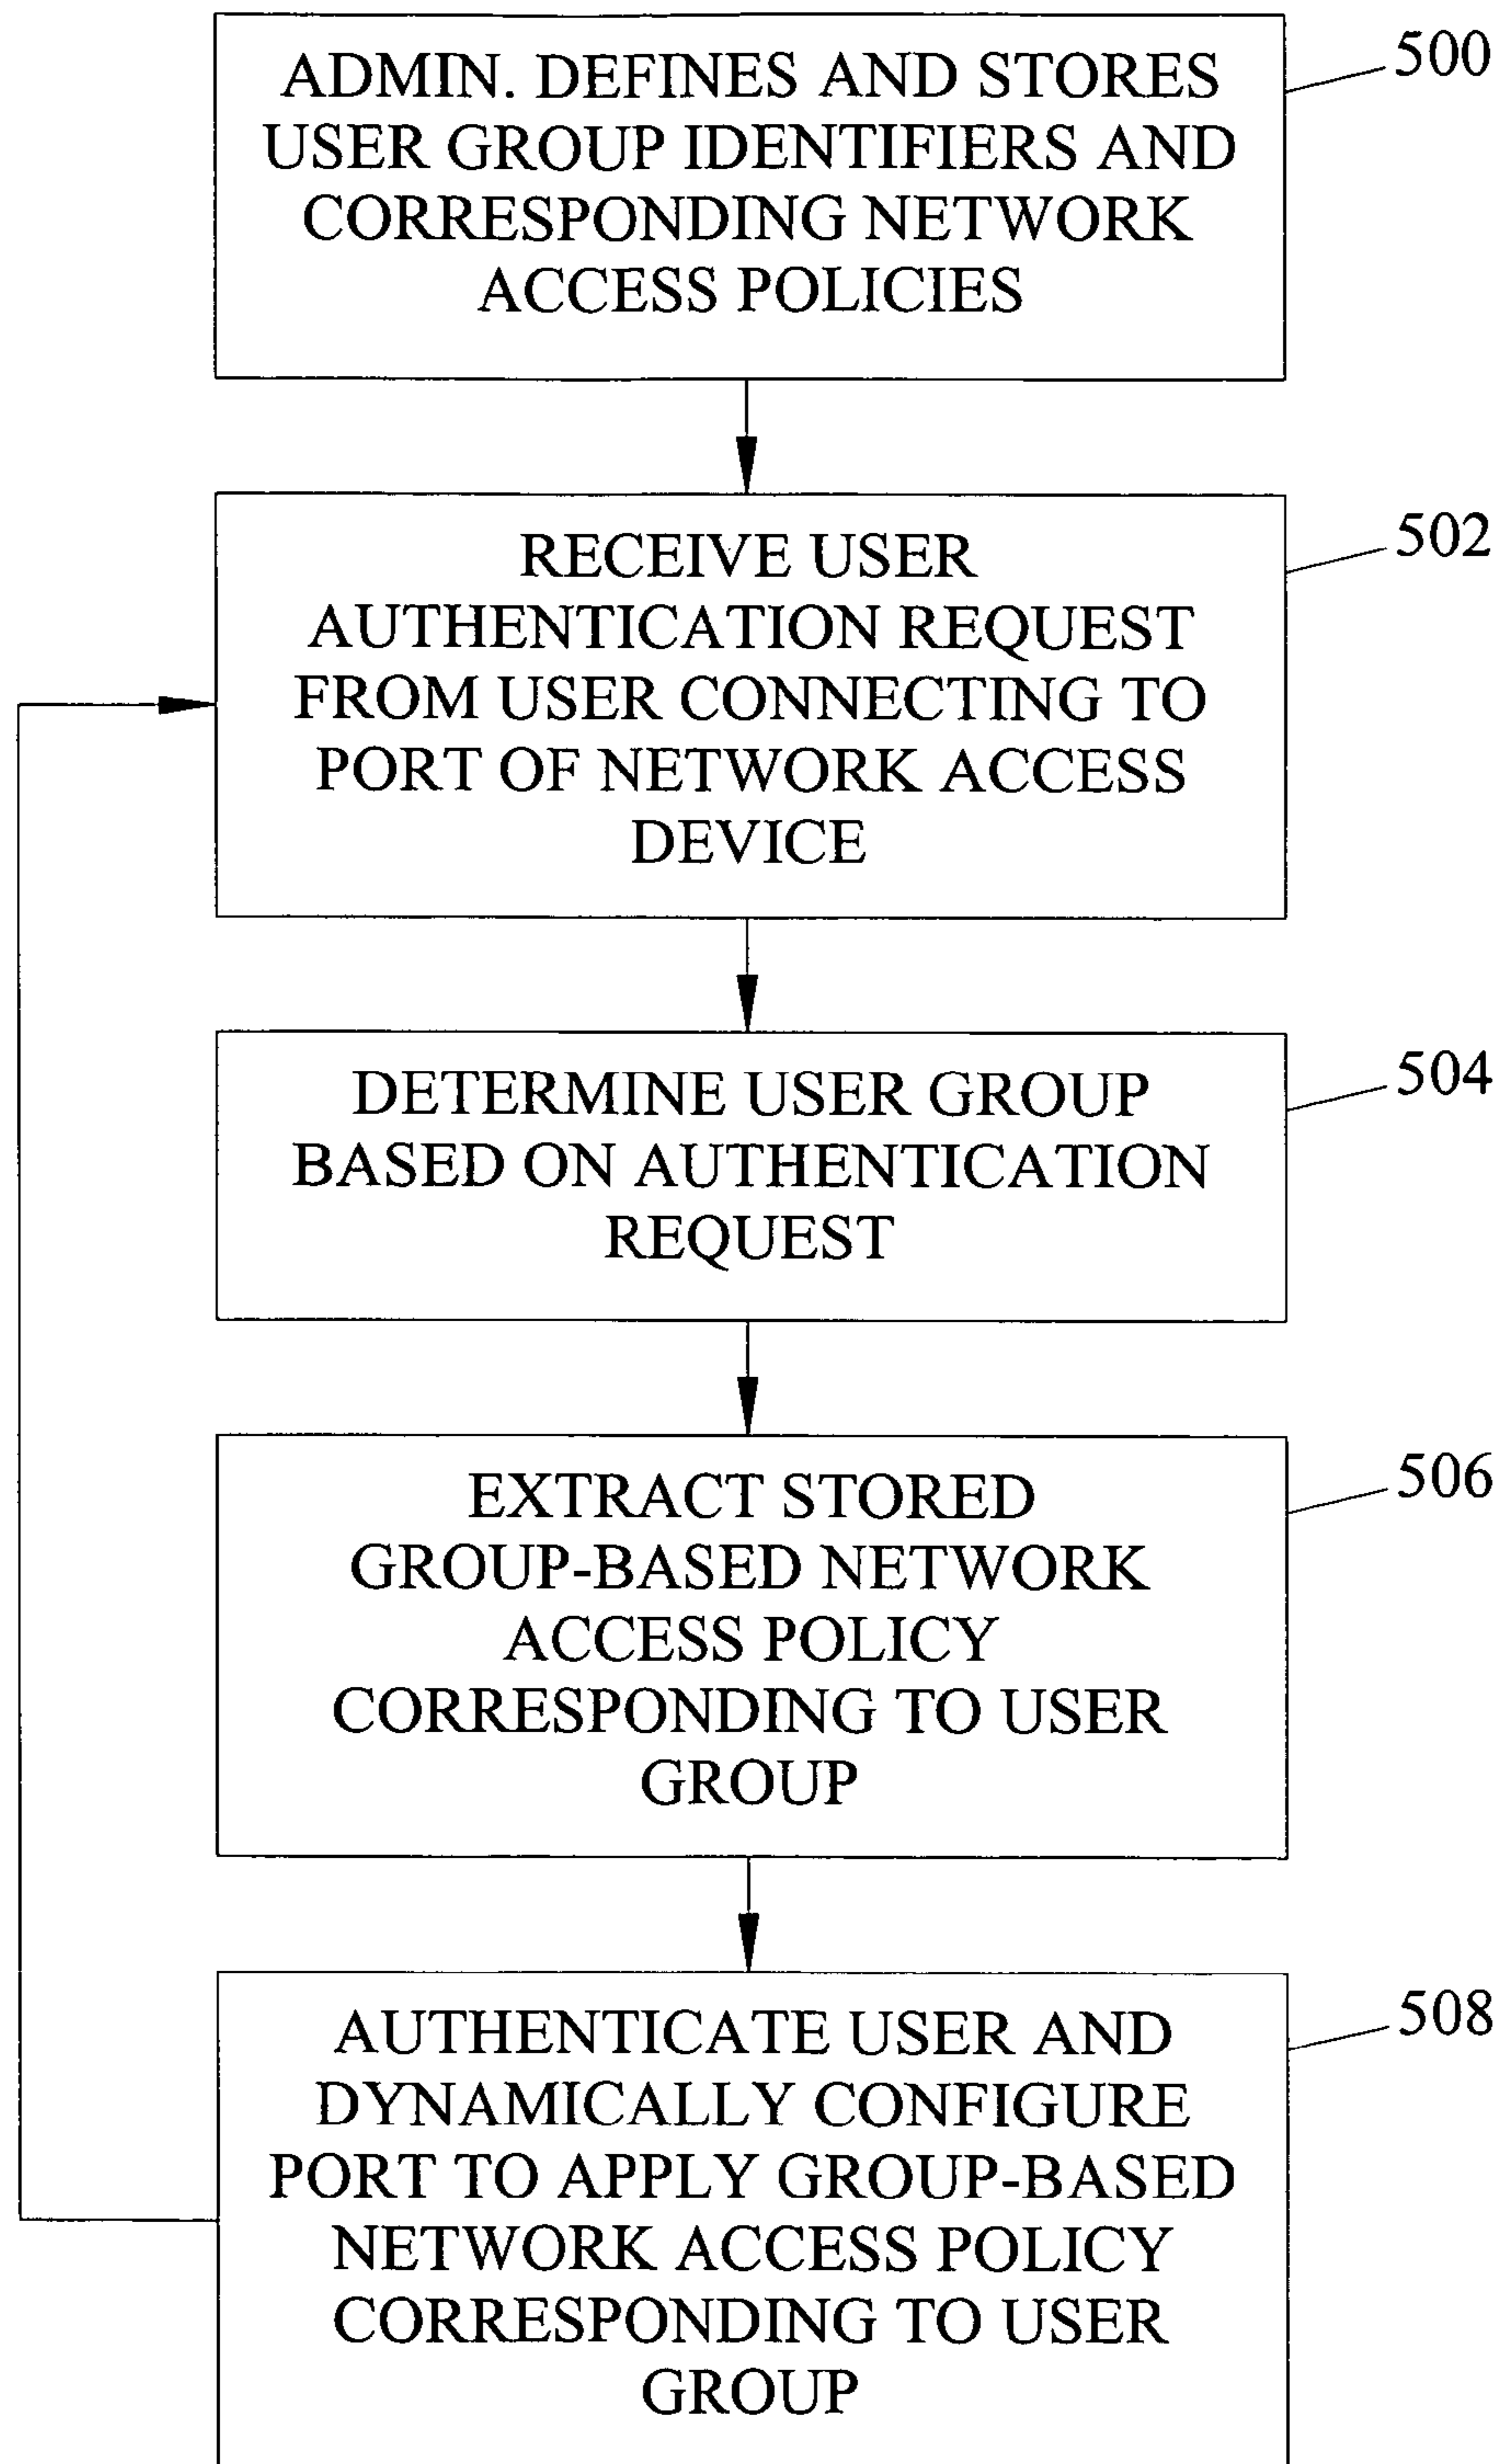 ADMIN. DEFINES AND STORES
USER GROUP IDENTIFIERS AND
CORRESPONDING NETWORK
ACCESS POLICIES
500
RECEIVE USER
AUTHENTICATION REQUEST
FROM USER CONNECTING TO
PORT OF NETWORK ACCESS
DEVICE
502
DETERMINE USER GROUP
BASED ON AUTHENTICATION
REQUEST
504
EXTRACT STORED
GROUP-BASED NETWORK
ACCESS POLICY
CORRESPONDING TO USER
GROUP
506
AUTHENTICATE USER AND
DYNAMICALLY CONFIGURE
PORT TO APPLY GROUP-BASED
NETWORK ACCESS POLICY
CORRESPONDING TO USER
GROUP
508